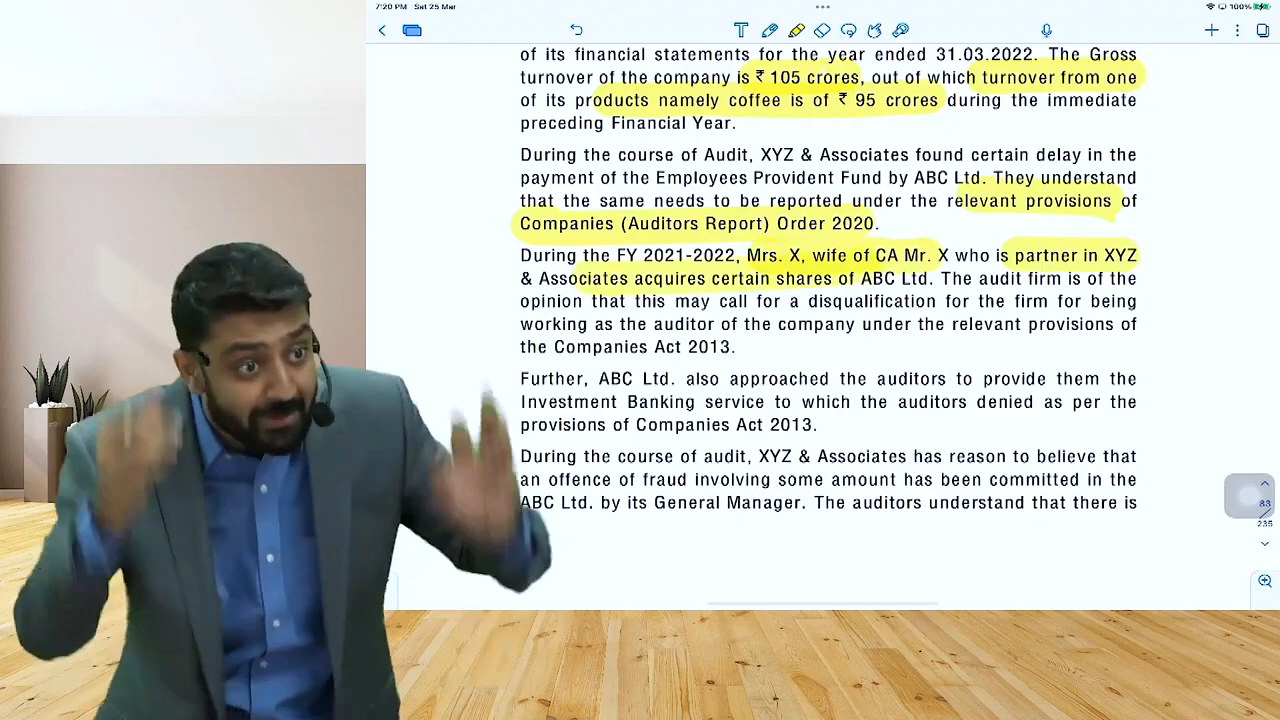 7:20 PM Sat 25 Mar
100%
of its financial statements for the year ended 31.03.2022. The Gross
turnover of the company is ₹ 105 crores, out of which turnover from one
of its products namely coffee is of ₹ 95 crores during the immediate
preceding Financial Year.
During the course of Audit, XYZ & Associates found certain delay in the
payment of the Employees Provident Fund by ABC Ltd. They understand
that the same needs to be reported under the relevant provisions of
Companies (Auditors Report) Order 2020.
During the FY 2021-2022, Mrs. X, wife of CA Mr. X who is partner in XYZ
& Associates acquires certain shares of ABC Ltd. The audit firm is of the
opinion that this may call for a disqualification for the firm for being
working as the auditor of the company under the relevant provisions of
the Companies Act 2013.
Further, ABC Ltd. also approached the auditors to provide them the
Investment Banking service to which the auditors denied as per the
provisions of Companies Act 2013.
During the course of audit, XYZ & Associates has reason to believe that
an offence of fraud involving some amount has been committed in the
ABC Ltd. by its General Manager. The auditors understand that there is
83
235